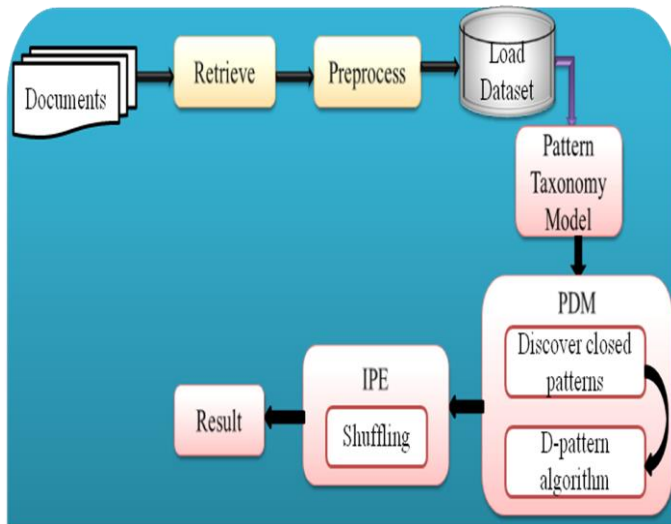 Documents
Retrieve
Preprocess
Load
Dataset
Pattern
Taxonomy
Model
PDM
Discover closed
patterns
D-pattern
algorithm
IPE
Shuffling
Result